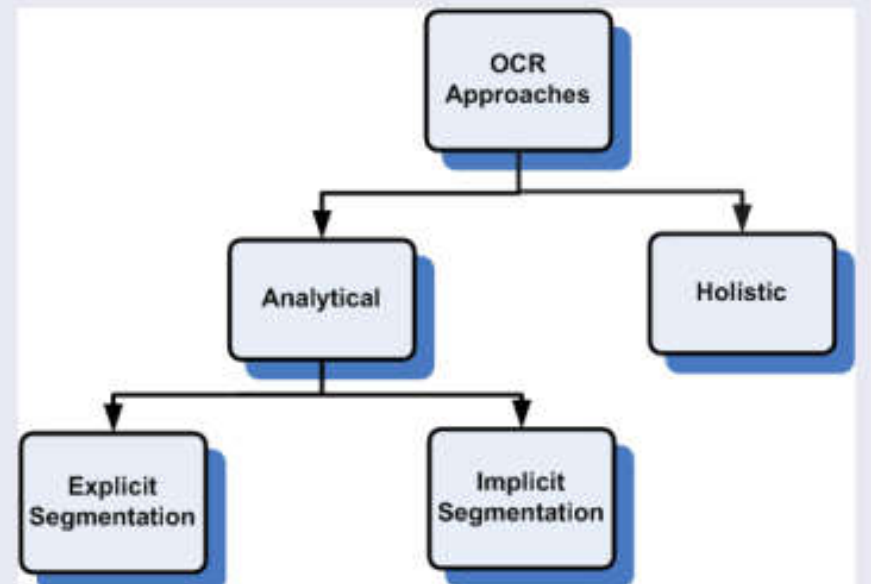 OCR
Approaches
Analytical
Holistic
Explicit
Segmentation
Implicit
Segmentation